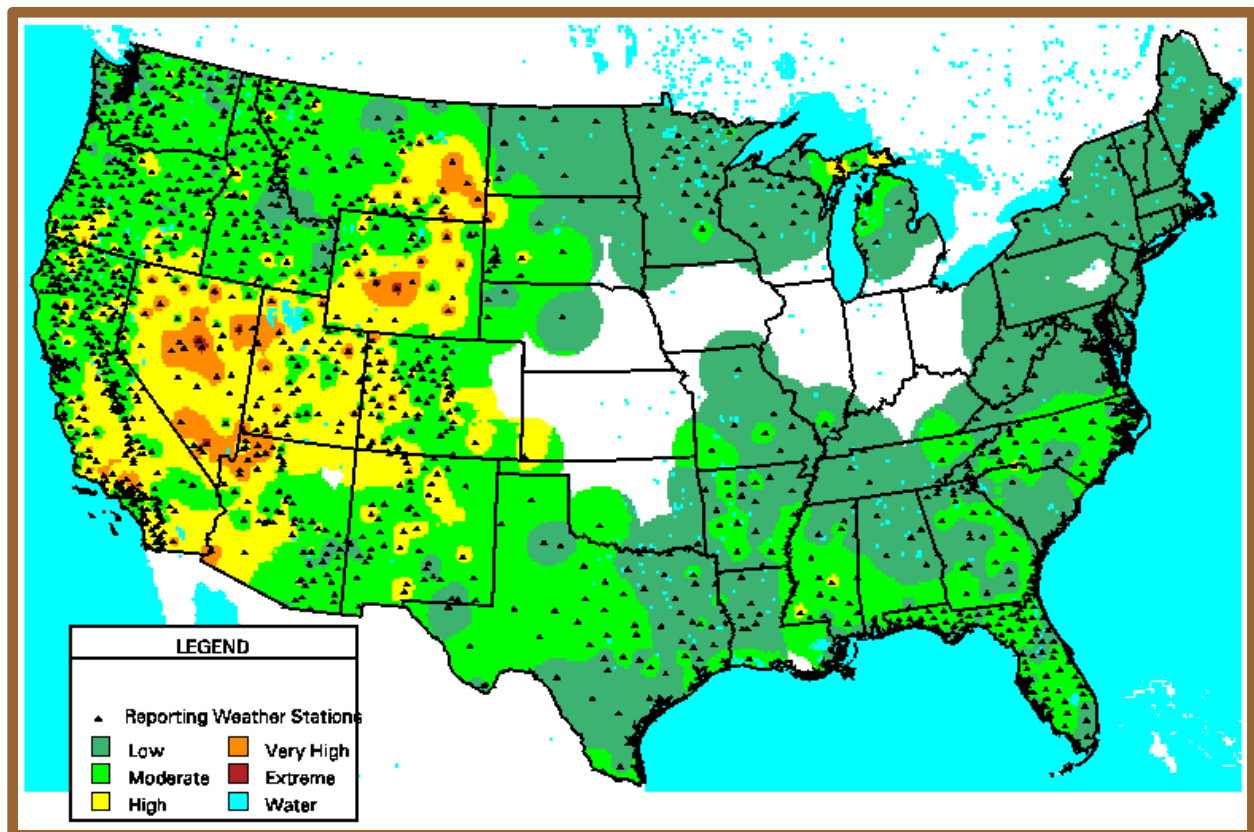 LEGEND
Reporting Weather Stations
Low
Very High
Moderate
Extreme
High
Water